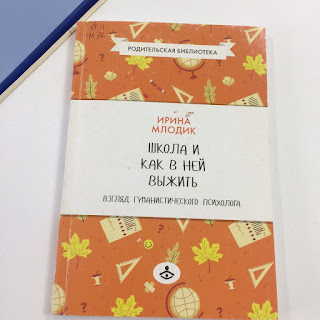 РОДИТЕЛЬСКАЯ БИБЛИОТЕКА
ИРИНА
МЛОДИК
ШКОЛА И
КАК В НЕЙ
ВЫЖИТЬ
ВЗГЛЯД ГУМАНИСТИЧЕСКОГО ПСИХОЛОГА